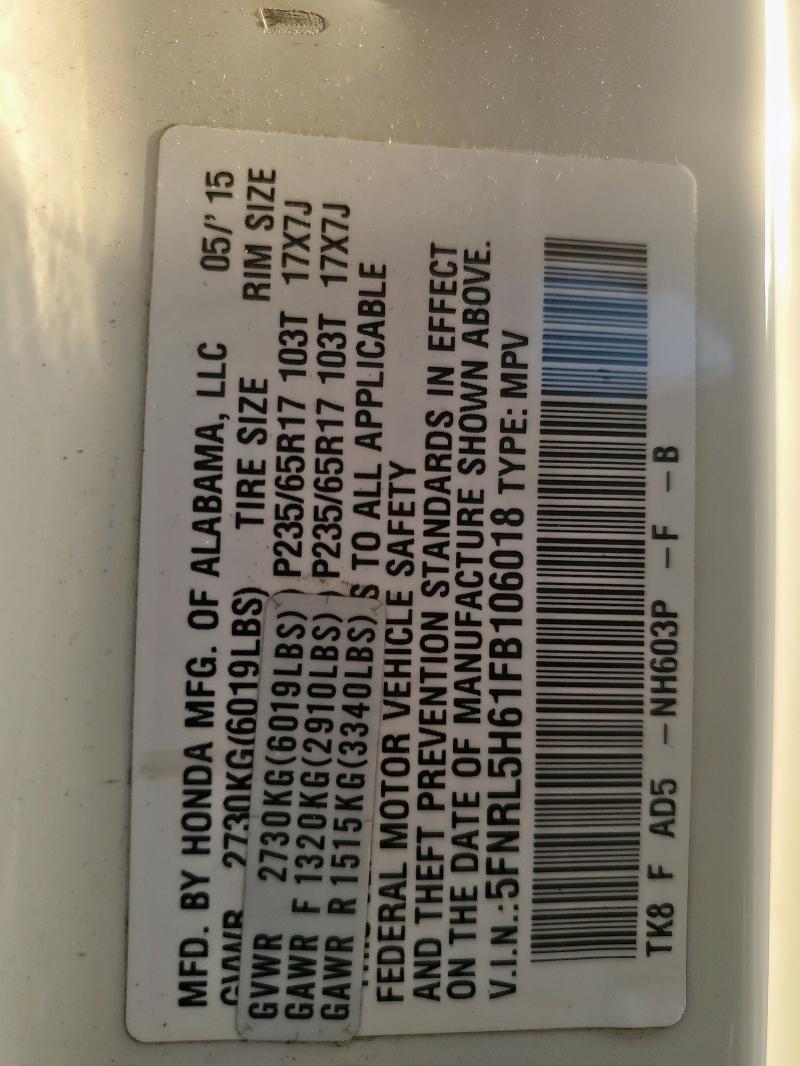 MFD. BY HONDA MFG. OF ALABAMA, LLC 05/' 15
GVWR 2730KG(6019LBS) TIRE SIZE RIM SIZE
GVWR 2730KG(6019LBS) P235/65R17 103T 17X7J
GAWR F 1320KG(2910LBS) P235/65R17 103T 17X7J
GAWR R 1515KG(3340LBS) S TO ALL APPLICABLE
FEDERAL MOTOR VEHICLE SAFETY
AND THEFT PREVENTION STANDARDS IN EFFECT
ON THE DATE OF MANUFACTURE SHOWN ABOVE.
V.I.N.:5FNRL5H61FB106018 TYPE: MPV
TK8 F AD5 -NH603P -F -B